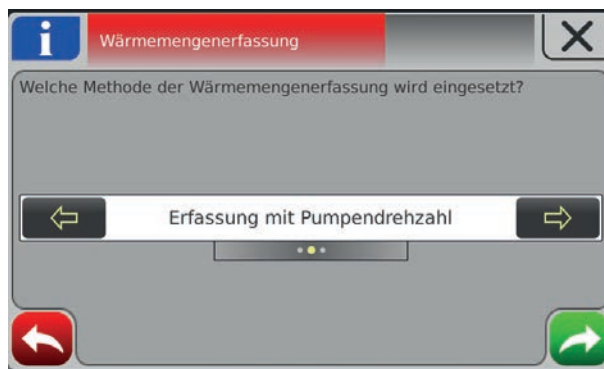 i
Wärmemengenerfassung
Welche Methode der Wärmemengenerfassung wird eingesetzt?
Erfassung mit Pumpendrehzahl